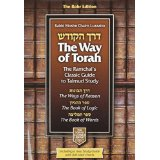 The Rohr Edition
Rabbi Moshe Chaim Luzzatto
דרך הקודש
The Way of Torah
The Ramchal's
Classic Guide
to Talmud Study
The Ways of Reason
The Book of Logic
The Book of Words